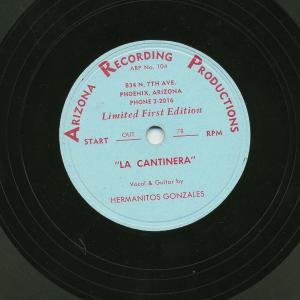 ARIZONA RECORDING PRODUCTIONS
ARP No. 104
834 N. 7TH AVE.
PHOENIX, ARIZONA
PHONE 2-2016
Limited First Edition
START OUT 78 RPM
"LA CANTINERA"
Vocal & Guitar by
HERMANITOS GONZALES